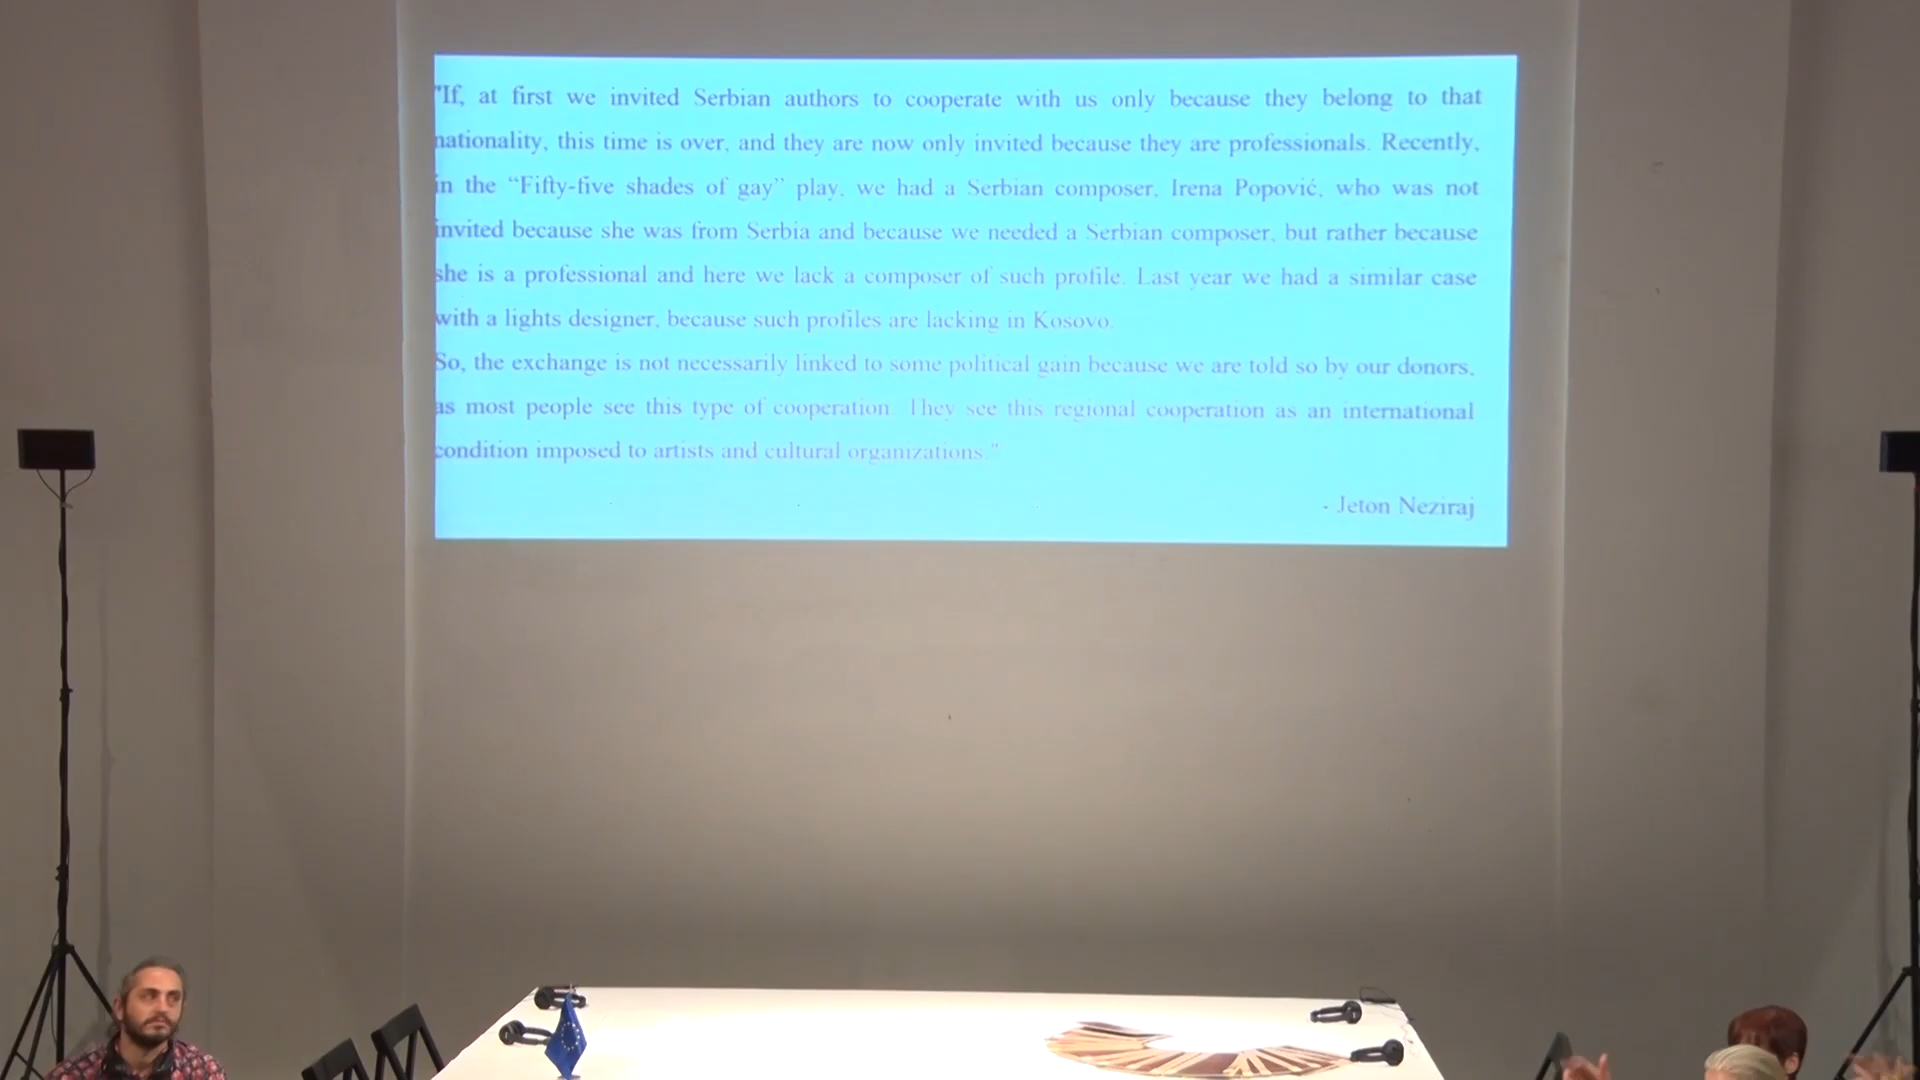 "If, at first we invited Serbian authors to cooperate with us only because they belong to that
nationality, this time is over, and they are now only invited because they are professionals. Recently,
in the “Fifty-five shades of gay” play, we had a Serbian composer, Irena Popović, who was not
invited because she was from Serbia and because we needed a Serbian composer, but rather because
she is a professional and here we lack a composer of such profile. Last year we had a similar case
with a lights designer, because such profiles are lacking in Kosovo.
So, the exchange is not necessarily linked to some political gain because we are told so by our donors,
as most people see this type of cooperation. They see this regional cooperation as an international
condition imposed to artists and cultural organizations."
- Jeton Neziraj